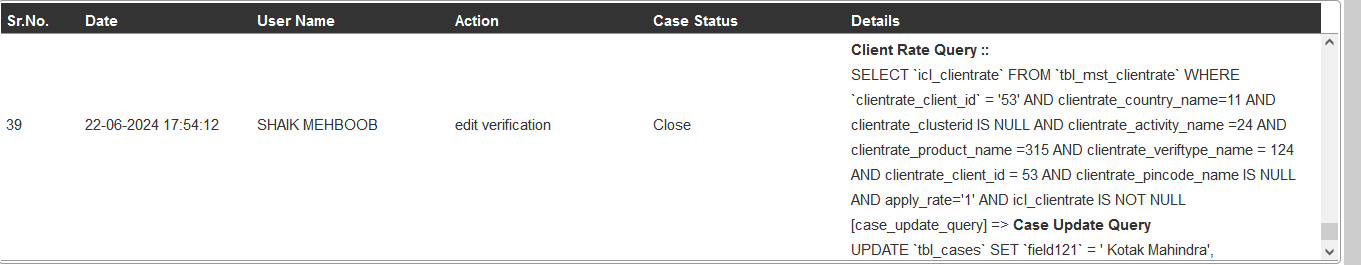 Sr.No. Date User Name Action Case Status Details
Client Rate Query ::
SELECT `icl_clientrate` FROM `tbl_mst_clientrate` WHERE
`clientrate_client_id` = '53' AND clientrate_country_name=11 AND
39 22-06-2024 17:54:12 SHAIK MEHBOOB edit verification Close clientrate_clusterid IS NULL AND clientrate_activity_name =24 AND
clientrate_product_name =315 AND clientrate_veriftype_name = 124
AND clientrate_client_id = 53 AND clientrate_pincode_name IS NULL
AND apply_rate='1' AND icl_clientrate IS NOT NULL
[case_update_query] => Case Update Query
UPDATE `tbl_cases` SET `field121` = ' Kotak Mahindra',